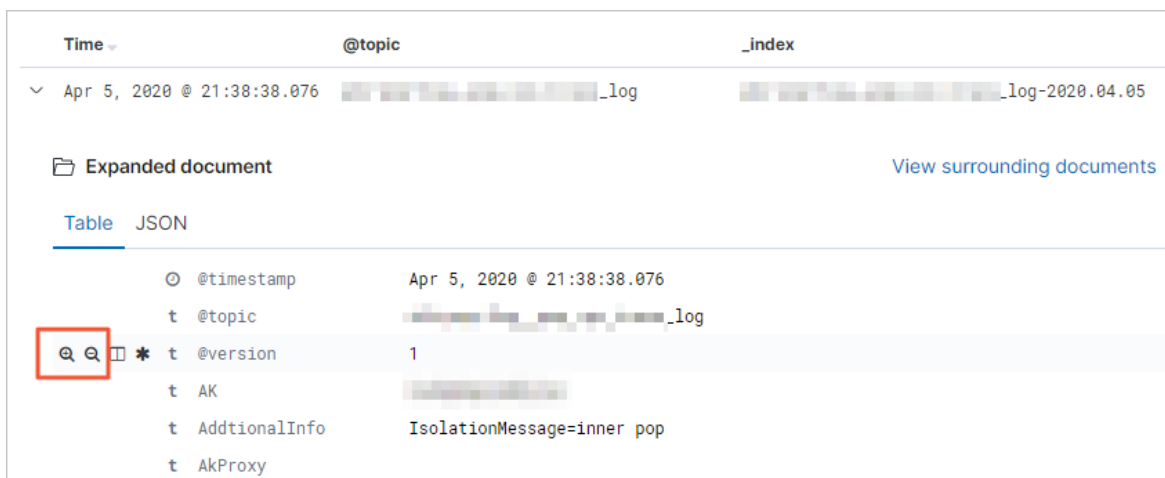 Time @topic _index
Apr 5, 2020 @ 21:38:38.076 _log _log-2020.04.05
Expanded document View surrounding documents
Table JSON
@timestamp Apr 5, 2020 @ 21:38:38.076
t @topic _log
t @version 1
t AK
t AddtionalInfo IsolationMessage=inner pop
t AkProxy